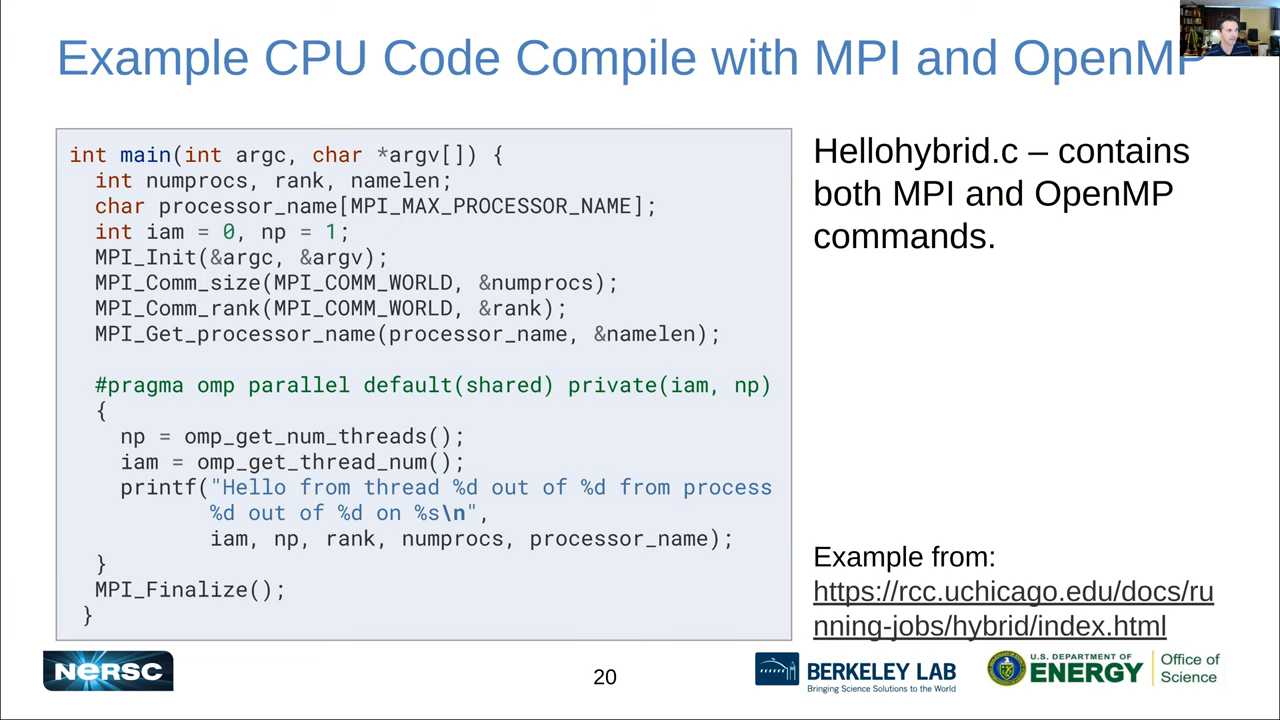 Example CPU Code Compile with MPI and OpenMP
int main(int argc, char *argv[]) {
int numprocs, rank, namelen;
char processor_name[MPI_MAX_PROCESSOR_NAME];
int iam = 0, np = 1;
MPI_Init(&argc, &argv);
MPI_Comm_size(MPI_COMM_WORLD, &numprocs);
MPI_Comm_rank(MPI_COMM_WORLD, &rank);
MPI_Get_processor_name(processor_name, &namelen);
#pragma omp parallel default(shared) private(iam, np)
{
np = omp_get_num_threads();
iam = omp_get_thread_num();
printf("Hello from thread %d out of %d from process
%d out of %d on %s\n",
iam, np, rank, numprocs, processor_name);
}
MPI_Finalize();
}
Hellohybrid.c – contains
both MPI and OpenMP
commands.
Example from:
https://rcc.uchicago.edu/docs/ru
nning-jobs/hybrid/index.html
NERSC
20
BERKELEY LAB
Bringing Science Solutions to the World
U.S. DEPARTMENT OF
ENERGY
Office of
Science